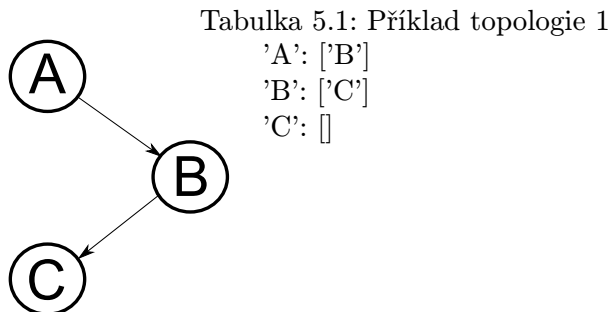 Tabulka 5.1: Příklad topologie 1
A
’A’: [’B’]
’B’: [’C’]
’C’: []
B
C